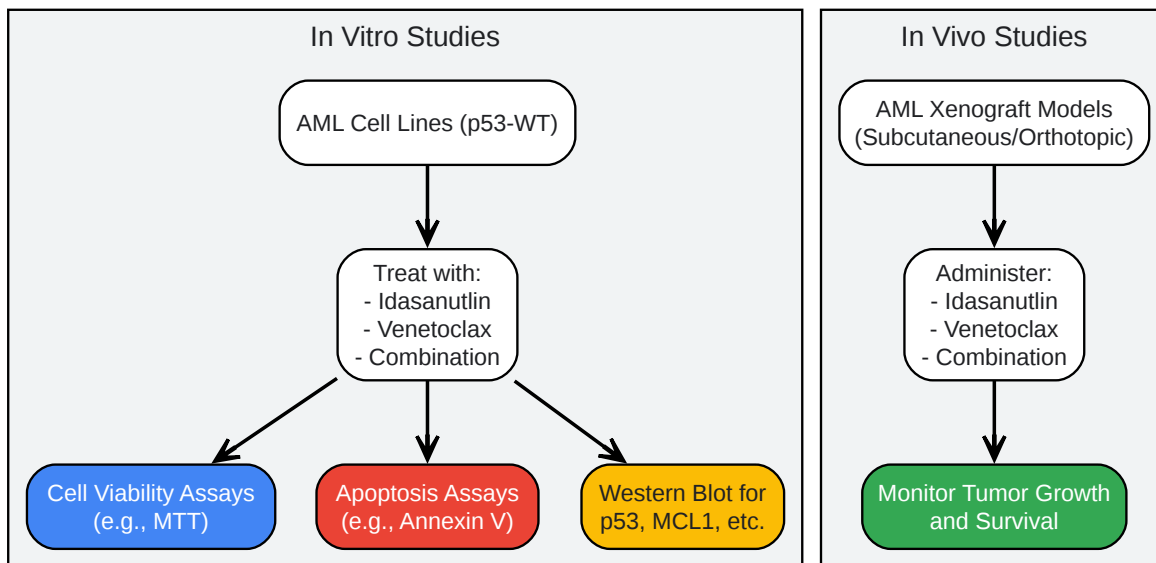 In Vitro Studies
AML Cell Lines (p53-WT)
Treat with:
- Idasanutlin
- Venetoclax
- Combination
Cell Viability Assays
(e.g., MTT)
Apoptosis Assays
(e.g., Annexin V)
Western Blot for
p53, MCL1, etc.
In Vivo Studies
AML Xenograft Models
(Subcutaneous/Orthotopic)
Administer:
- Idasanutlin
- Venetoclax
- Combination
Monitor Tumor Growth
and Survival